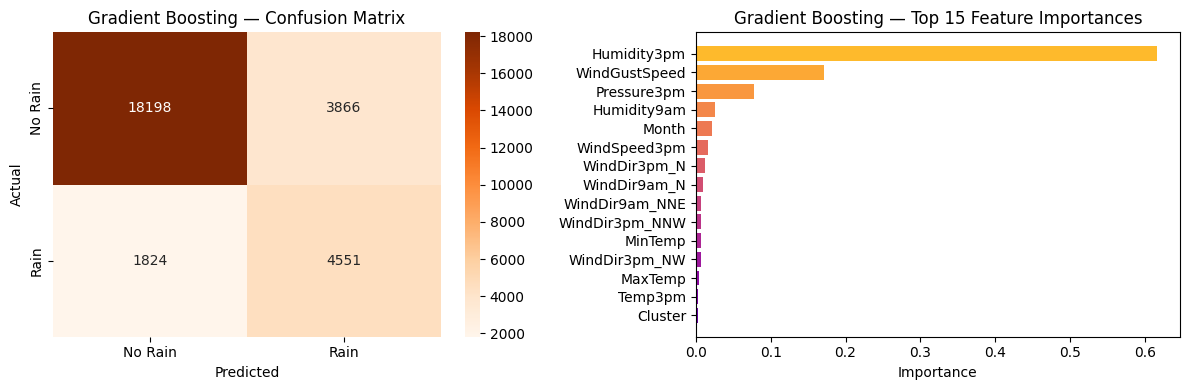 Gradient Boosting — Confusion Matrix
No Rain
Rain
Actual
18198
3866
1824
4551
No Rain
Rain
Predicted
18000
16000
14000
12000
10000
8000
6000
4000
2000
Gradient Boosting — Top 15 Feature Importances
Humidity3pm
WindGustSpeed
Pressure3pm
Humidity9am
Month
WindSpeed3pm
WindDir3pm_N
WindDir9am_N
WindDir9am_NNE
WindDir3pm_NNW
MinTemp
WindDir3pm_NW
MaxTemp
Temp3pm
Cluster
0.0
0.1
0.2
0.3
0.4
0.5
0.6
Importance